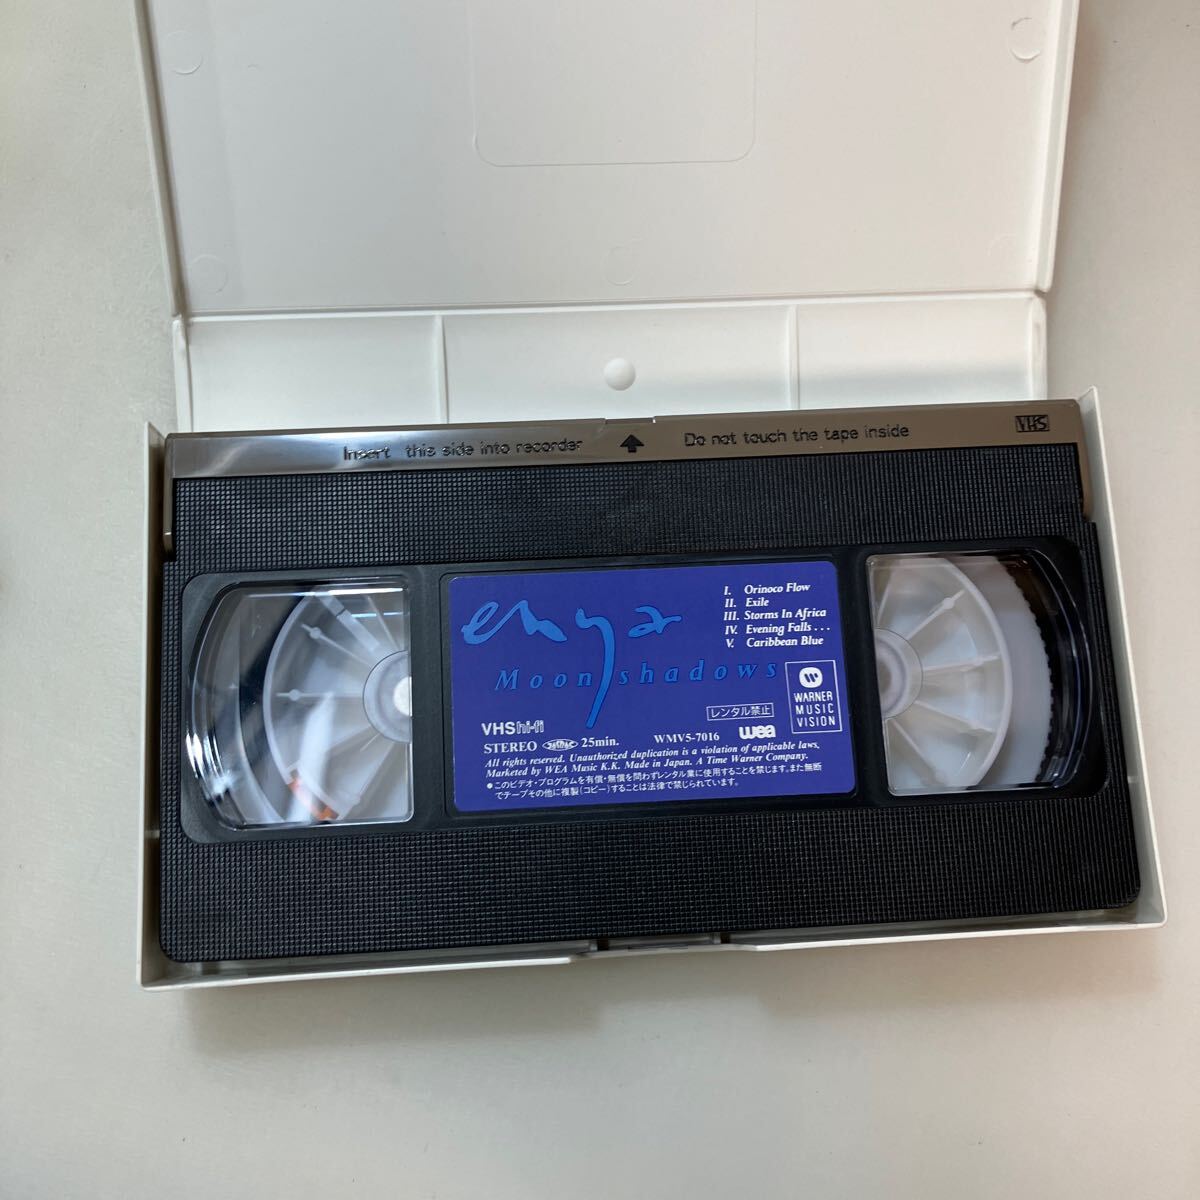 Insert this side into recorder
Do not touch the tape inside
VHS
enya
Moonshadows
I. Orinoco Flow
II. Exile
III. Storms In Africa
IV. Evening Falls...
V. Caribbean Blue
WARNER
MUSIC
VISION
レンタル禁止
VHS hi-fi
STEREO 25min. WMV5-7016 wea
All rights reserved. Unauthorized duplication is a violation of applicable laws.
Marketed by WEA Music K.K. Made in Japan. A Time Warner Company.
●このビデオ・プログラムを有償・無償を問わずレンタル業に使用することを禁じます。また無断
でテープその他に複製(コピー)することは法律で禁じられています。